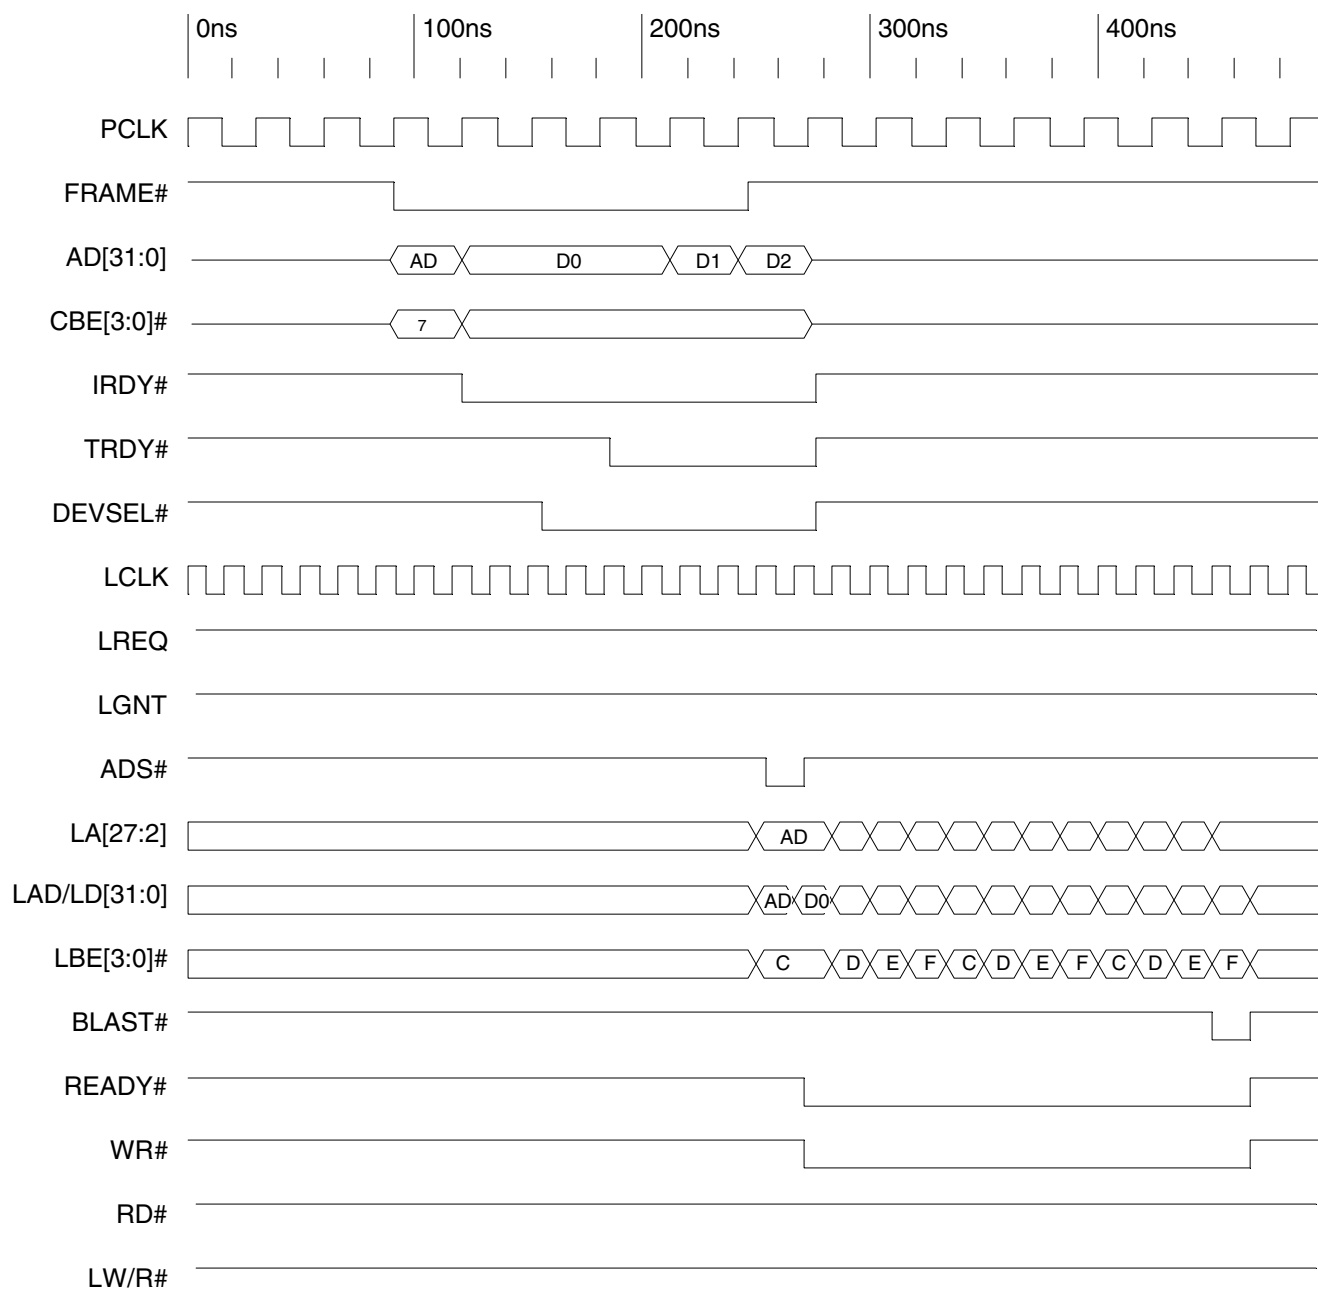 0ns 100ns 200ns 300ns 400ns
PCLK
FRAME#
AD[31:0] AD D0 D1 D2
CBE[3:0]# 7
IRDY#
TRDY#
DEVSEL#
LCLK
LREQ
LGNT
ADS#
LA[27:2] AD
LAD/LD[31:0] AD D0
LBE[3:0]# C D E F C D E F C D E F
BLAST#
READY#
WR#
RD#
LW/R#